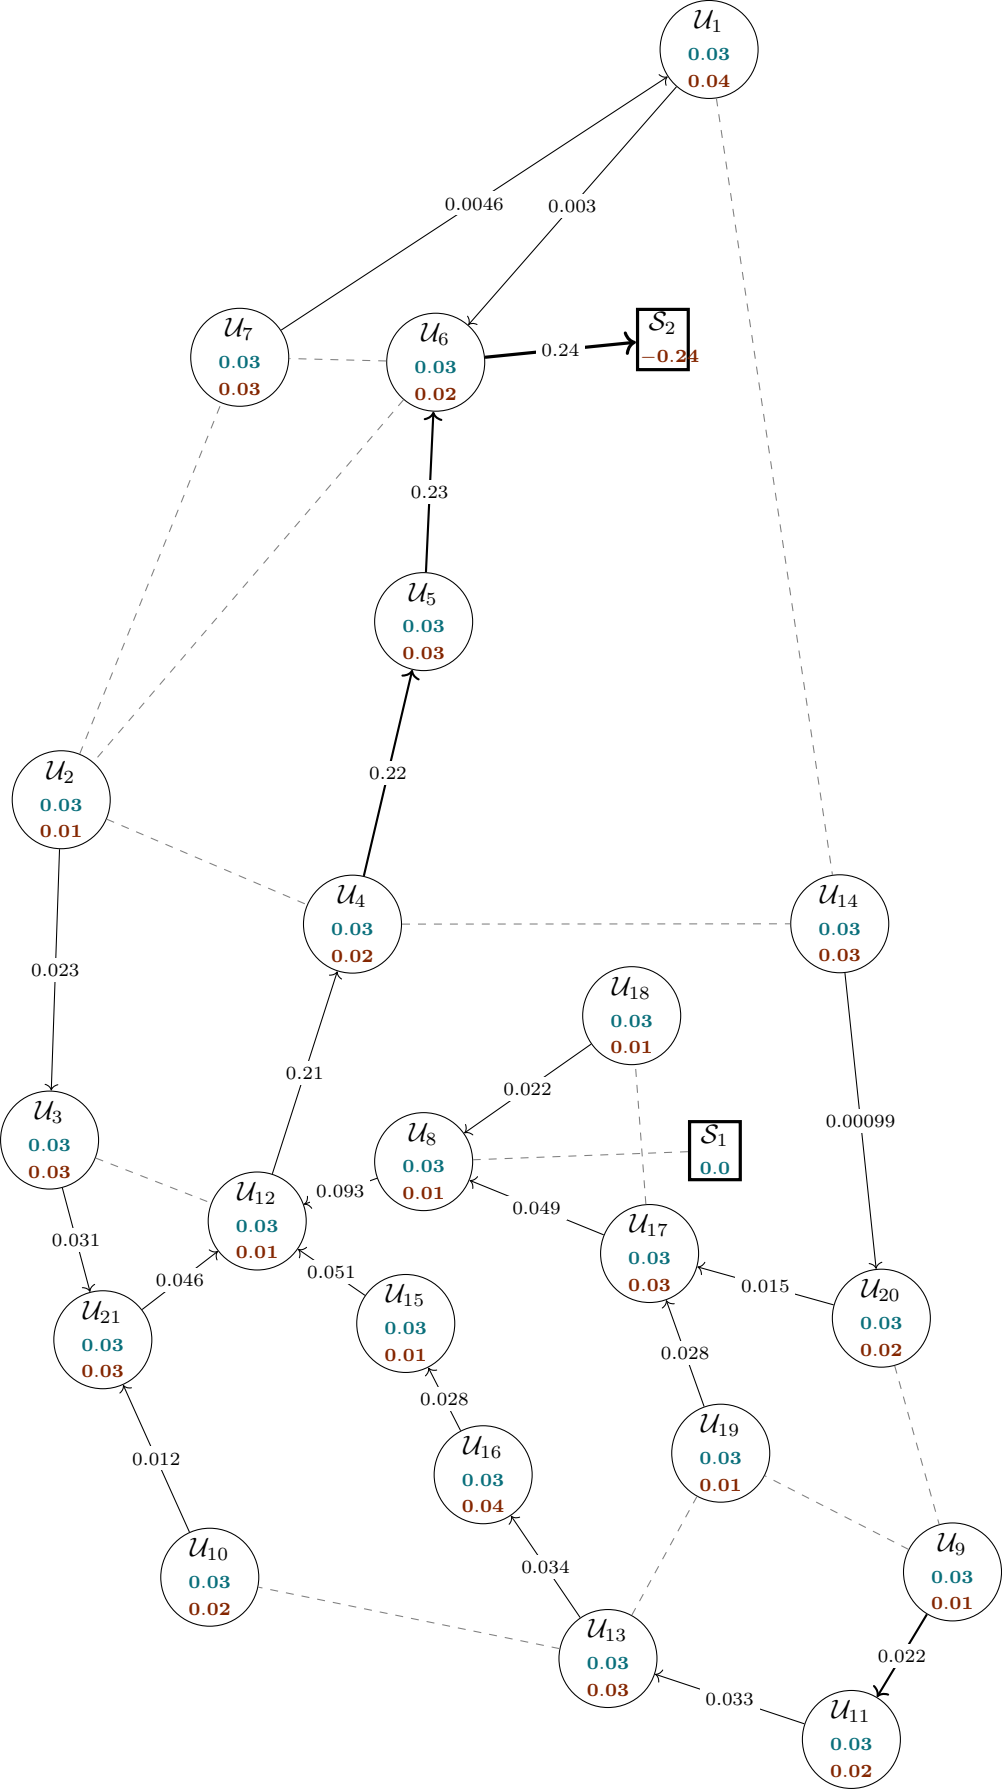 𝒰₁
0.03
0.04
0.0046
0.003
𝒰₇
0.03
0.03
𝒰₆
0.03
0.02
0.24
𝒮₂
−0.24
0.23
𝒰₅
0.03
0.03
0.22
𝒰₂
0.03
0.01
𝒰₄
0.03
0.02
𝒰₁₄
0.03
0.03
0.023
𝒰₁₈
0.03
0.01
0.21
0.022
0.00099
𝒰₃
0.03
0.03
𝒰₈
0.03
0.01
𝒮₁
0.0
𝒰₁₂
0.03
0.01
0.093
0.049
𝒰₁₇
0.03
0.03
0.031
0.046
0.051
0.015
𝒰₂₁
0.03
0.03
𝒰₁₅
0.03
0.01
𝒰₂₀
0.03
0.02
0.028
0.028
𝒰₁₉
0.03
0.01
0.012
𝒰₁₆
0.03
0.04
𝒰₁₀
0.03
0.02
0.034
𝒰₉
0.03
0.01
𝒰₁₃
0.03
0.03
0.022
0.033
𝒰₁₁
0.03
0.02